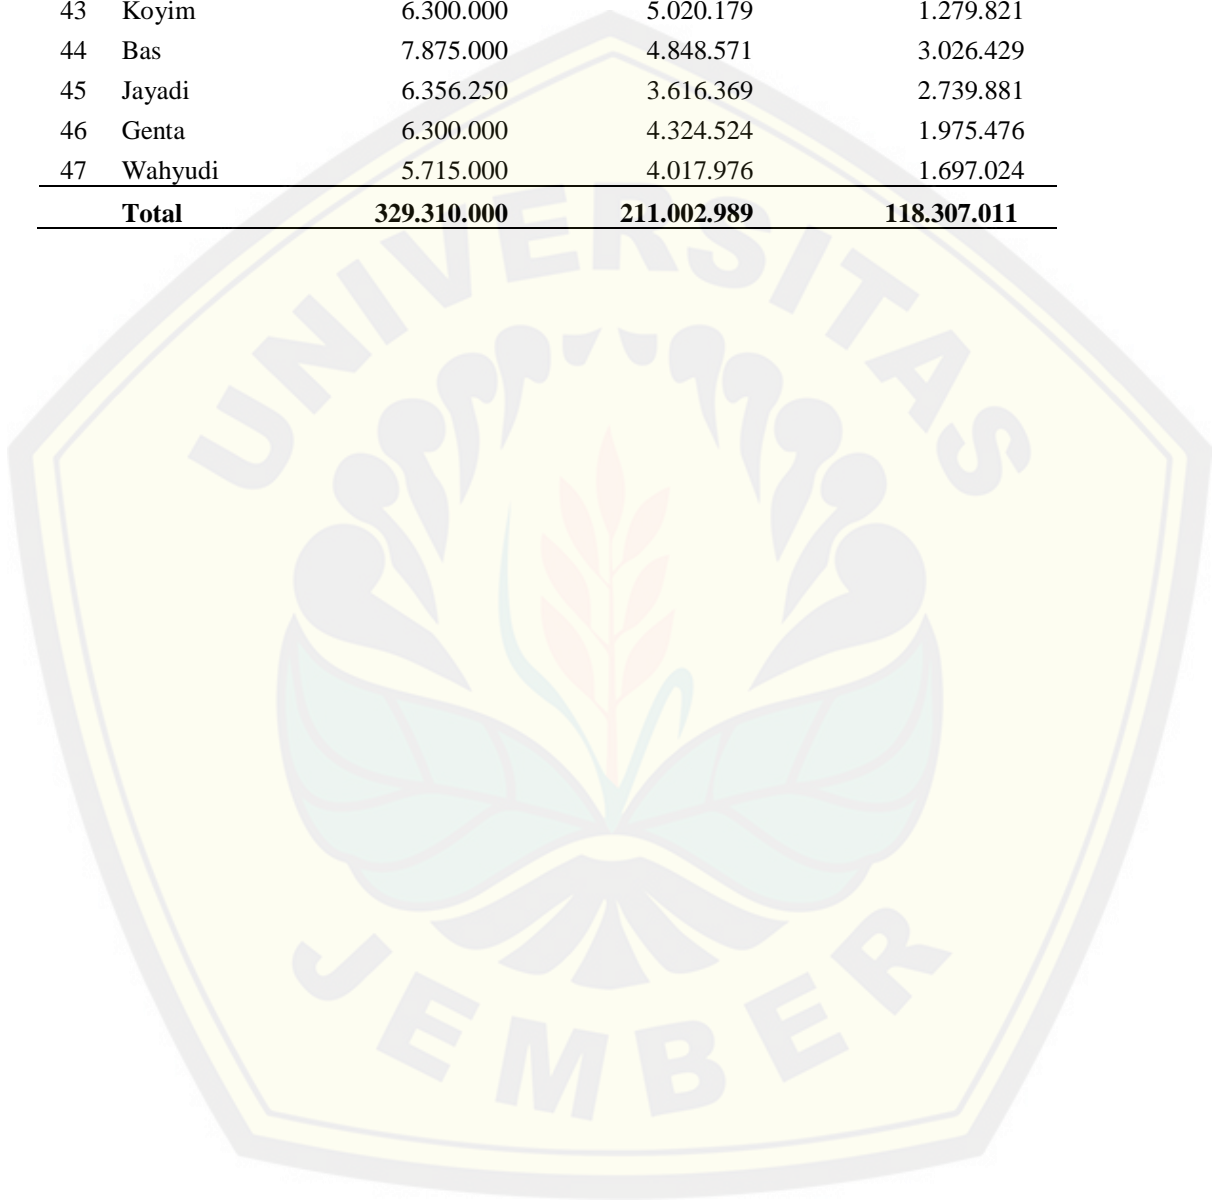 43 Koyim 6.300.000 5.020.179 1.279.821
44 Bas 7.875.000 4.848.571 3.026.429
45 Jayadi 6.356.250 3.616.369 2.739.881
46 Genta 6.300.000 4.324.524 1.975.476
47 Wahyudi 5.715.000 4.017.976 1.697.024
Total 329.310.000 211.002.989 118.307.011
UNIVERSITAS
JEMBER